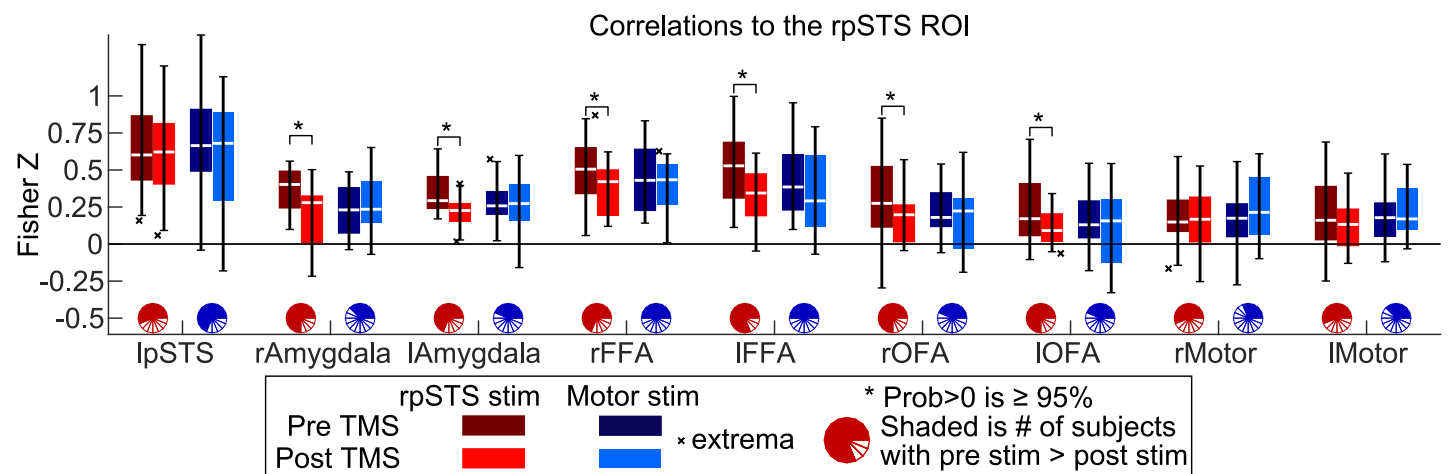 Correlations to the rpSTS ROI
Fisher Z
1
0.75
0.5
0.25
0
-0.25
-0.5
lpSTS rAmygdala lAmygdala rFFA lFFA rOFA lOFA rMotor lMotor
* * * * * *
rpSTS stim Motor stim * Prob>0 is ≥ 95%
Pre TMS × extrema Shaded is # of subjects
Post TMS with pre stim > post stim